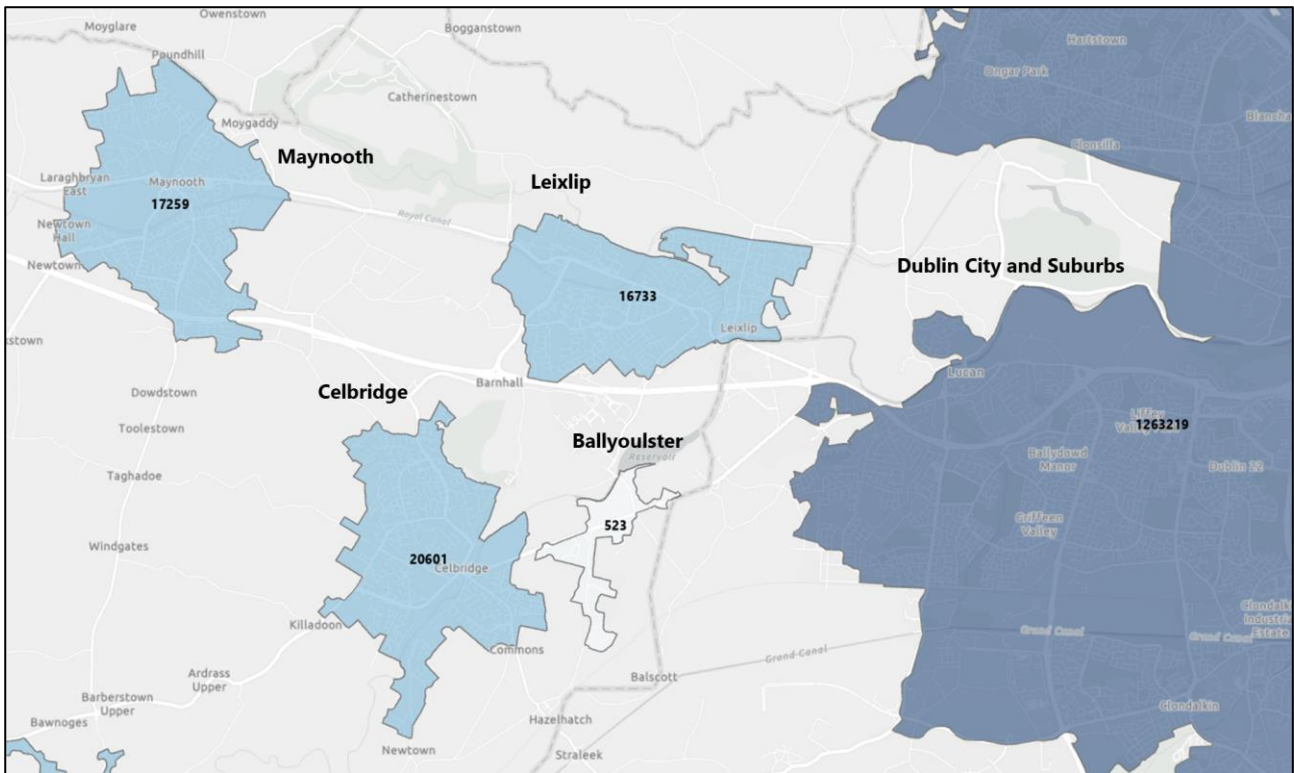 Owenstown
Moyglare
Bogganstown
Poundhill
Hartstown
Ongar Park
Catherinestown
Moygaddy
Clonsilla
Maynooth
Leixlip
Laraghbryan
East
Maynooth
17259
Royal Canal
Newtown
Hall
Newtown
Dublin City and Suburbs
16733
Leixlip
Lucan
Barnhall
Celbridge
Dowdstown
Toolestown
Ballyoulster
Reservoir
Liffey
Valley
1263219
Ballydowd
Manor
Dublin 22
Taghadoe
Griffeen
Valley
523
Windgates
20601
Celbridge
Killadoon
Commons
Clondalkin
Industrial
Estate
Grand Canal
Grand Canal
Grand Canal
Ardrass
Upper
Balscott
Barberstown
Upper
Bawnoges
Hazelhatch
Clondalkin
Newtown
Straleek